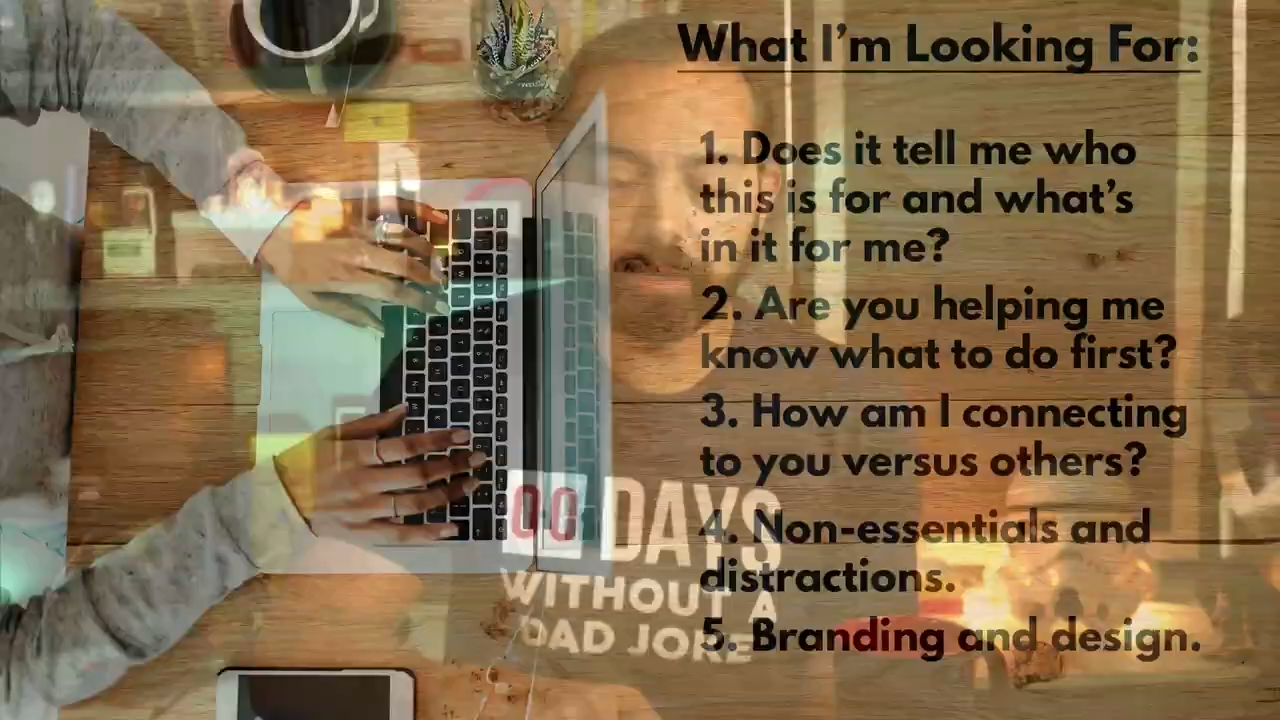 What I'm Looking For:
1. Does it tell me who
this is for and what's
in it for me?
2. Are you helping me
know what to do first?
3. How am I connecting
to you versus others?
4. Non-essentials and
distractions.
5. Branding and design.
00 DAYS
WITHOUT A
DAD JOKE